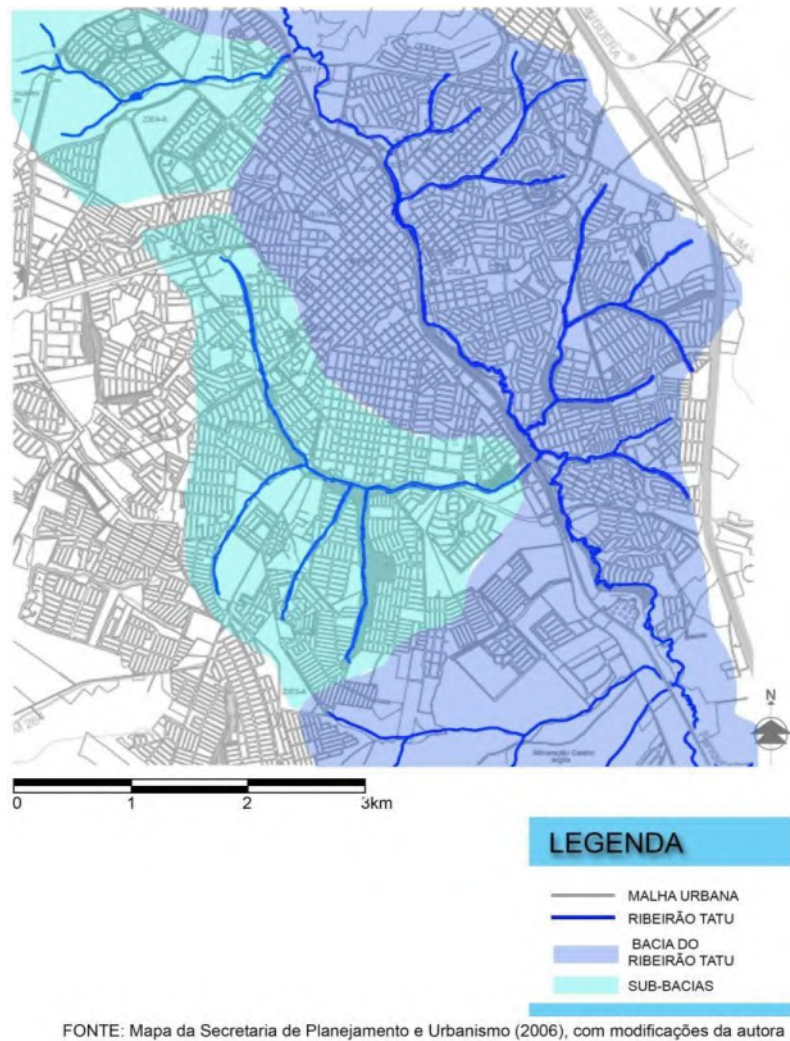 N
0 1 2 3km
LEGENDA
MALHA URBANA
RIBEIRÃO TATU
BACIA DO
RIBEIRÃO TATU
SUB-BACIAS
FONTE: Mapa da Secretaria de Planejamento e Urbanismo (2006), com modificações da autora